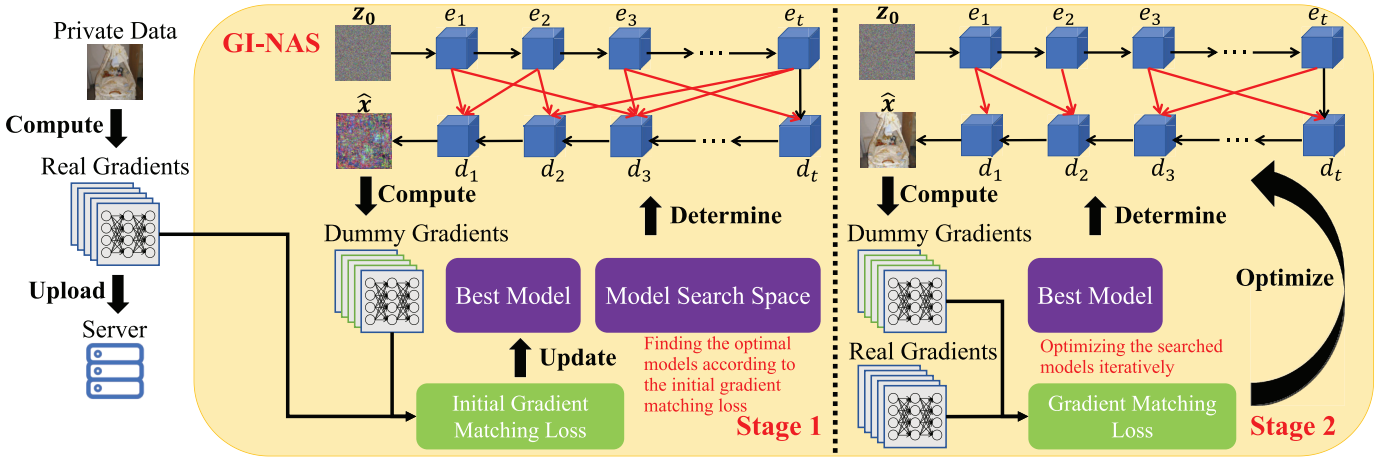 Private Data
Compute
Real Gradients
Upload
Server
GI-NAS
z₀
e₁
e₂
e₃
...
eₜ
x̂
...
d₁
d₂
d₃
dₜ
Compute
Determine
Dummy Gradients
Best Model
Model Search Space
Update
Finding the optimal
models according to
the initial gradient
matching loss
Initial Gradient
Matching Loss
Stage 1
z₀
e₁
e₂
e₃
...
eₜ
x̂
...
d₁
d₂
d₃
dₜ
Compute
Determine
Dummy Gradients
Best Model
Optimize
Real Gradients
Optimizing the searched
models iteratively
Gradient Matching
Loss
Stage 2